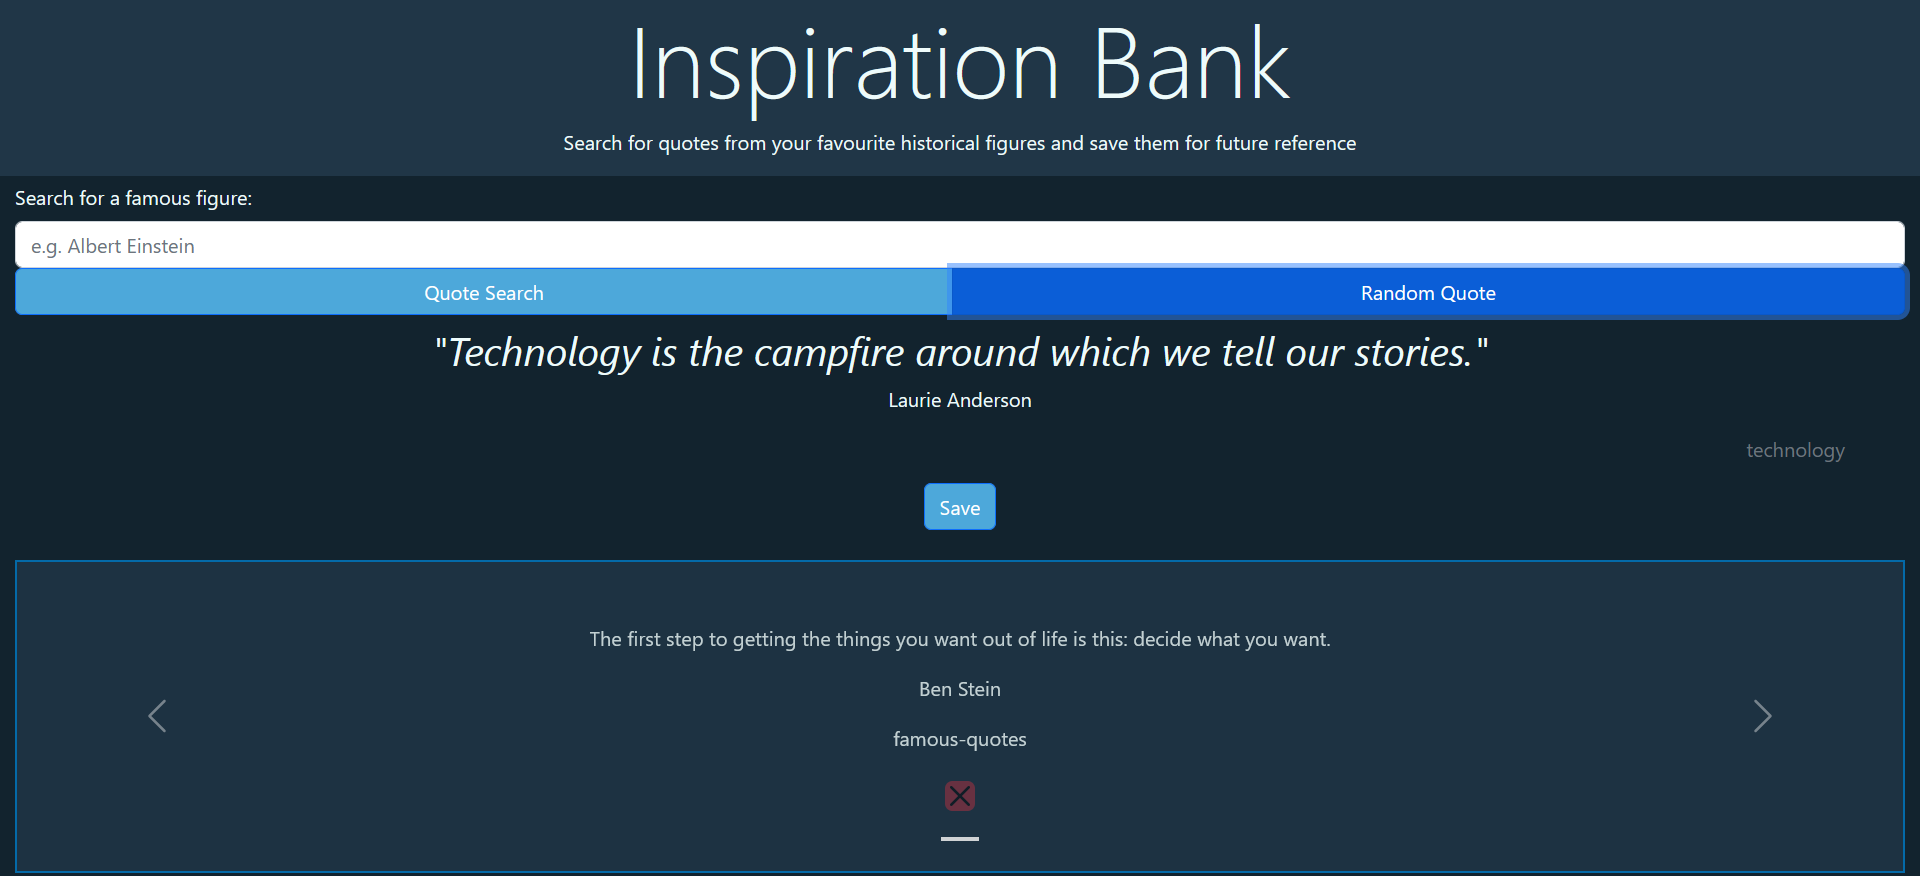 Inspiration Bank
Search for quotes from your favourite historical figures and save them for future reference
Search for a famous figure:
e.g. Albert Einstein
Quote Search
Random Quote
"Technology is the campfire around which we tell our stories."
Laurie Anderson
technology
Save
The first step to getting the things you want out of life is this: decide what you want.
Ben Stein
famous-quotes